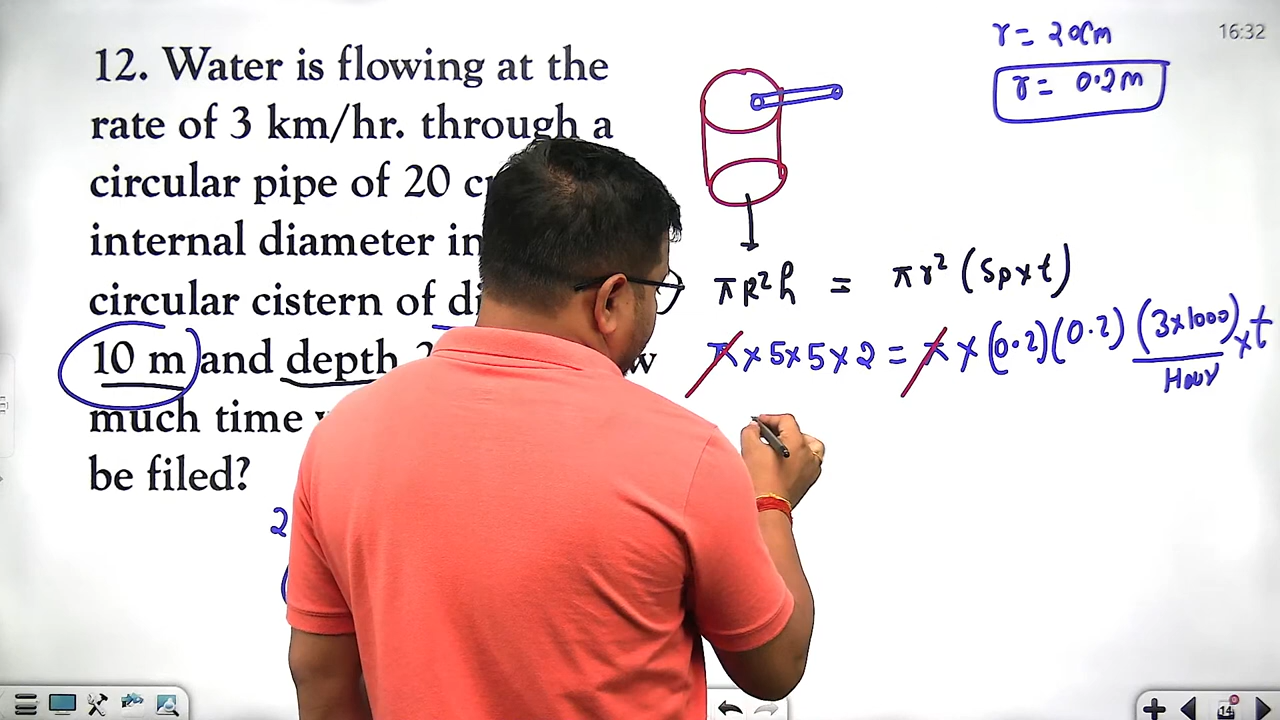 12. Water is flowing at the
rate of 3 km/hr. through a
circular pipe of 20
internal diameter in
circular cistern of
10 m and depth
much time
be filed?
2
r = 20cm
r = 0.2m
16:32
πR²h = πr² (Sp×t)
π×5×5×2 = π×(0.2)(0.2) (3×1000)/Hour ×t
14